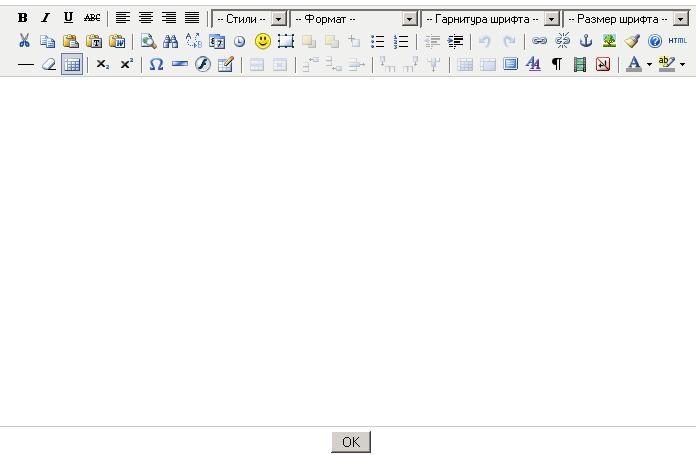 B I U ABC -- Стили -- -- Формат -- -- Гарнитура шрифта -- -- Размер шрифта --
HTML
OK